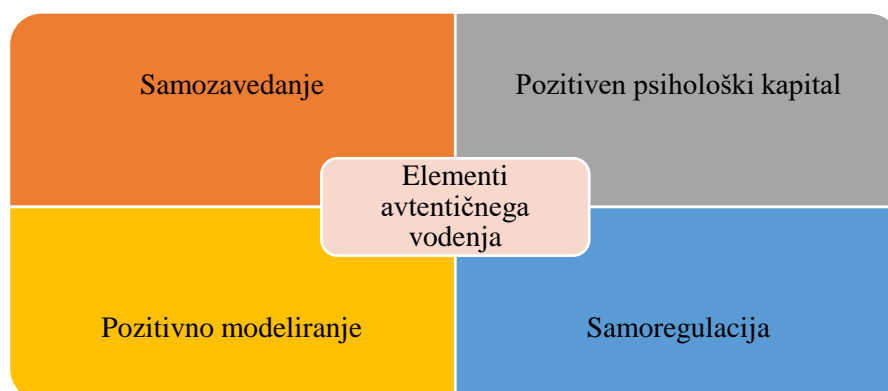 Samozavedanje
Pozitiven psihološki kapital
Elementi
avtentičnega
vodenja
Pozitivno modeliranje
Samoregulacija